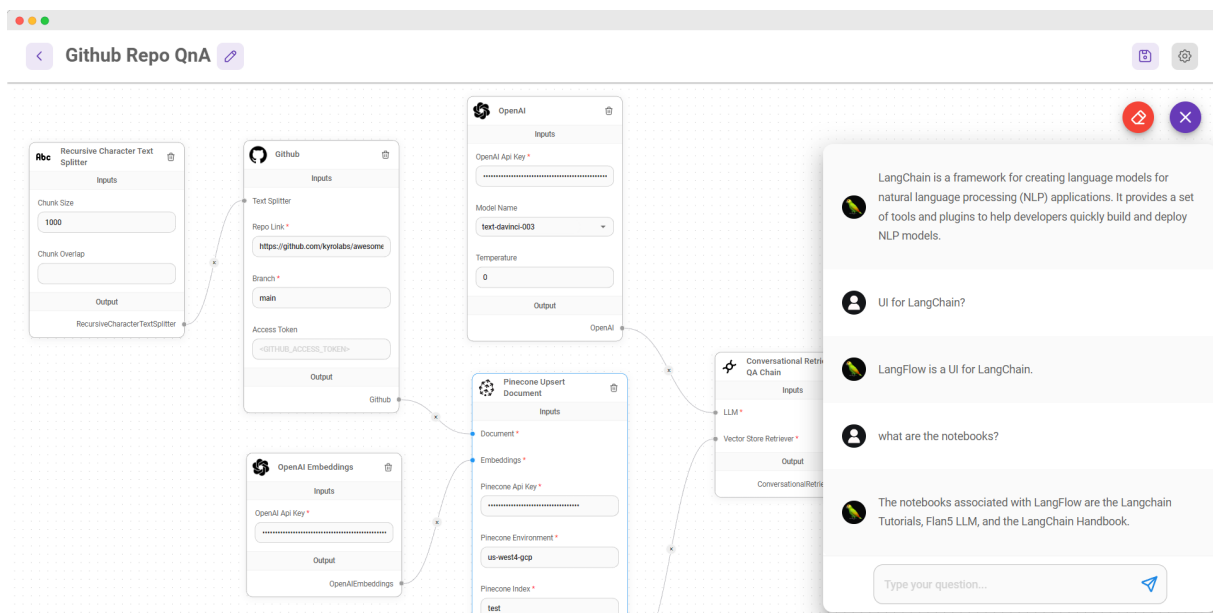 Github Repo QnA
Abc
Recursive Character Text
Splitter
Inputs
Chunk Size
1000
Chunk Overlap
Output
RecursiveCharacterTextSplitter
Github
Inputs
Text Splitter
Repo Link *
https://github.com/kyrolabs/awesome
Branch *
main
Access Token
<GITHUB_ACCESS_TOKEN>
Output
Github
OpenAI Embeddings
Inputs
OpenAI Api Key *
Output
OpenAIEmbeddings
OpenAI
Inputs
OpenAI Api Key *
Model Name
text-davinci-003
Temperature
0
Output
OpenAI
Pinecone Upsert
Document
Inputs
Document *
Embeddings *
Pinecone Api Key *
Pinecone Environment *
us-west4-gcp
Pinecone Index *
test
Conversational Retri
QA Chain
Inputs
LLM *
Vector Store Retriever *
Output
ConversationalRetrie
LangChain is a framework for creating language models for
natural language processing (NLP) applications. It provides a set
of tools and plugins to help developers quickly build and deploy
NLP models.
UI for LangChain?
LangFlow is a UI for LangChain.
what are the notebooks?
The notebooks associated with LangFlow are the Langchain
Tutorials, Flan5 LLM, and the LangChain Handbook.
Type your question...